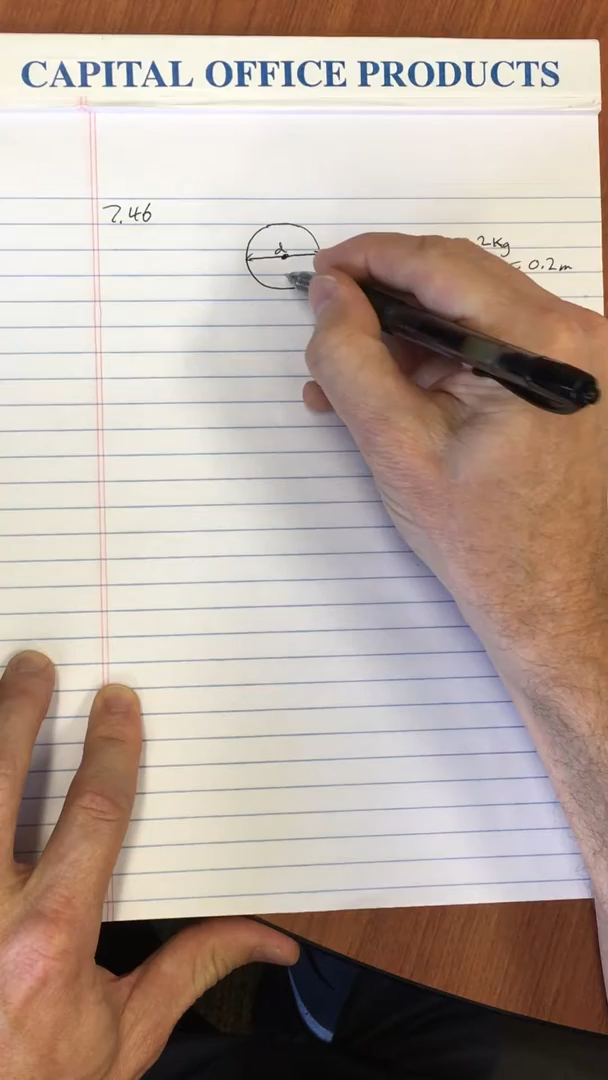 CAPITAL OFFICE PRODUCTS
7.46
d
2kg
= 0.2m